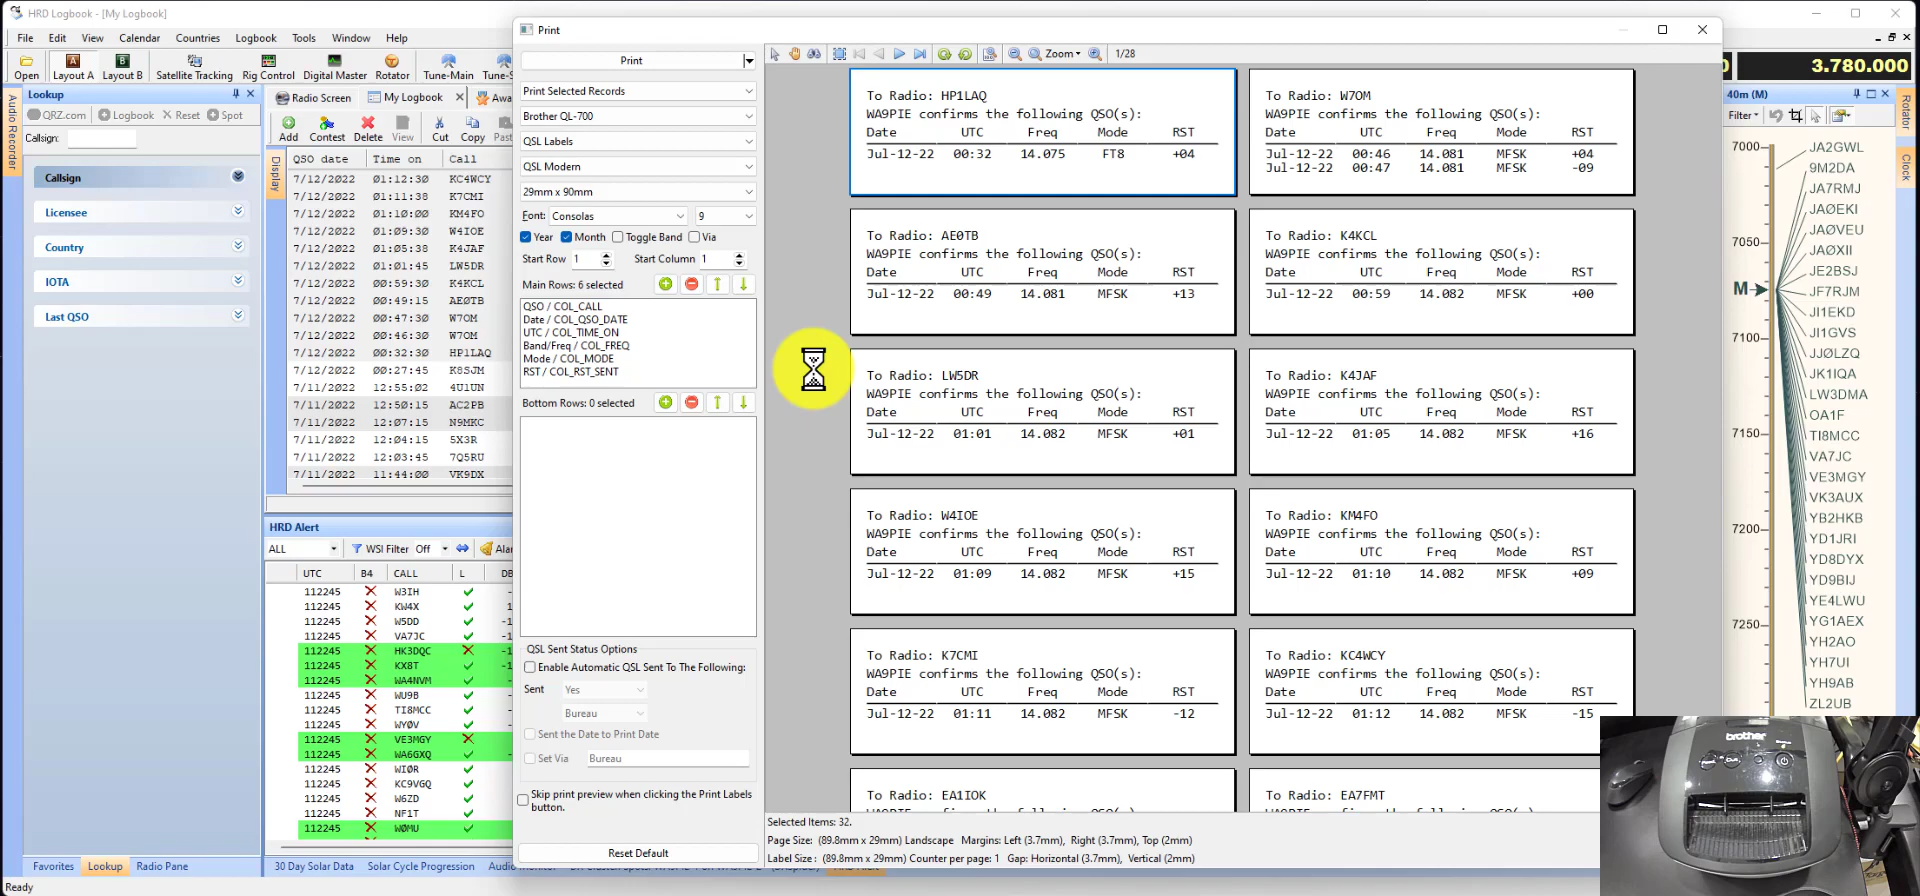 HRD Logbook - [My Logbook]
File Edit View Calendar Countries Logbook Tools Window Help
Open Layout A Layout B Satellite Tracking Rig Control Digital Master Rotator Tune-Main Tune-S
Audio Recorder
Lookup
QRZ.com Logbook Reset Spot
Callsign:
Callsign
Licensee
Country
IOTA
Last QSO
Favorites Lookup Radio Pane
Ready
Radio Screen My Logbook Awa
Add Contest Delete View Cut Copy Past
Display
QSO date Time on Call
7/12/2022 01:12:30 KC4WCY
7/12/2022 01:11:38 K7CMI
7/12/2022 01:10:00 KM4FO
7/12/2022 01:09:30 W4IOE
7/12/2022 01:05:38 K4JAF
7/12/2022 01:01:45 LW5DR
7/12/2022 00:59:30 K4KCL
7/12/2022 00:49:15 AE0TB
7/12/2022 00:47:30 W7OM
7/12/2022 00:46:30 W7OM
7/12/2022 00:32:30 HP1LAQ
7/12/2022 00:27:45 K8SJM
7/11/2022 12:55:02 4U1UN
7/11/2022 12:50:15 AC2PB
7/11/2022 12:07:15 N9MKC
7/11/2022 12:04:15 5X3R
7/11/2022 12:03:45 7Q5RU
7/11/2022 11:44:00 VK9DX
HRD Alert
ALL WSI Filter Off Alar
UTC B4 CALL L DB
112245 W3IH
112245 KW4X 1
112245 W5DD -1
112245 VA7JC
112245 HK3DQC -1
112245 KX8T -1
112245 WA4NVM -
112245 WU9B -
112245 TI8MCC -
112245 WYØV -
112245 VE3MGY -
112245 WA6GXQ -
112245 WIØR -
112245 KC9VGQ -
112245 W6ZD -
112245 NF1T -
112245 WØMU -
30 Day Solar Data Solar Cycle Progression
Print
Print
Print Selected Records
Brother QL-700
QSL Labels
QSL Modern
29mm x 90mm
Font: Consolas 9
Year Month Toggle Band Via
Start Row 1 Start Column 1
Main Rows: 6 selected
QSO / COL_CALL
Date / COL_QSO_DATE
UTC / COL_TIME_ON
Band/Freq / COL_FREQ
Mode / COL_MODE
RST / COL_RST_SENT
Bottom Rows: 0 selected
QSL Sent Status Options
Enable Automatic QSL Sent To The Following:
Sent Yes
Bureau
Sent the Date to Print Date
Set Via Bureau
Skip print preview when clicking the Print Labels
button.
Reset Default
Zoom 1/28
To Radio: HP1LAQ
WA9PIE confirms the following QSO(s):
Date UTC Freq Mode RST
Jul-12-22 00:32 14.075 FT8 +04
To Radio: W7OM
WA9PIE confirms the following QSO(s):
Date UTC Freq Mode RST
Jul-12-22 00:46 14.081 MFSK +04
00:47 14.081 MFSK -09
To Radio: AE0TB
WA9PIE confirms the following QSO(s):
Date UTC Freq Mode RST
Jul-12-22 00:49 14.081 MFSK +13
To Radio: K4KCL
WA9PIE confirms the following QSO(s):
Date UTC Freq Mode RST
Jul-12-22 00:59 14.082 MFSK +00
To Radio: LW5DR
WA9PIE confirms the following QSO(s):
Date UTC Freq Mode RST
Jul-12-22 01:01 14.082 MFSK +01
To Radio: K4JAF
WA9PIE confirms the following QSO(s):
Date UTC Freq Mode RST
Jul-12-22 01:05 14.082 MFSK +16
To Radio: W4IOE
WA9PIE confirms the following QSO(s):
Date UTC Freq Mode RST
Jul-12-22 01:09 14.082 MFSK +15
To Radio: KM4FO
WA9PIE confirms the following QSO(s):
Date UTC Freq Mode RST
Jul-12-22 01:10 14.082 MFSK +09
To Radio: K7CMI
WA9PIE confirms the following QSO(s):
Date UTC Freq Mode RST
Jul-12-22 01:11 14.082 MFSK -12
To Radio: KC4WCY
WA9PIE confirms the following QSO(s):
Date UTC Freq Mode RST
Jul-12-22 01:12 14.082 MFSK -15
To Radio: EA1IOK
To Radio: EA7FMT
Selected Items: 32.
Page Size: (89.8mm x 29mm) Landscape Margins: Left (3.7mm), Right (3.7mm), Top (2mm)
Label Size : (89.8mm x 29mm) Counter per page: 1 Gap: Horizontal (3.7mm), Vertical (2mm)
3.780.000
40m (M)
Filter
Rotator
Clock
7000
7050
M
7100
7150
7200
7250
JA2GWL
9M2DA
JA7RMJ
JAØEKI
JAØVEU
JAØXII
JE2BSJ
JF7RJM
JI1EKD
JI1GVS
JJØLZQ
JK1IQA
LW3DMA
OA1F
TI8MCC
VA7JC
VE3MGY
VK3AUX
YB2HKB
YD1JRI
YD8DYX
YD9BIJ
YE4LWU
YG1AEX
YH2AO
YH7UI
YH9AB
ZL2UB
brother